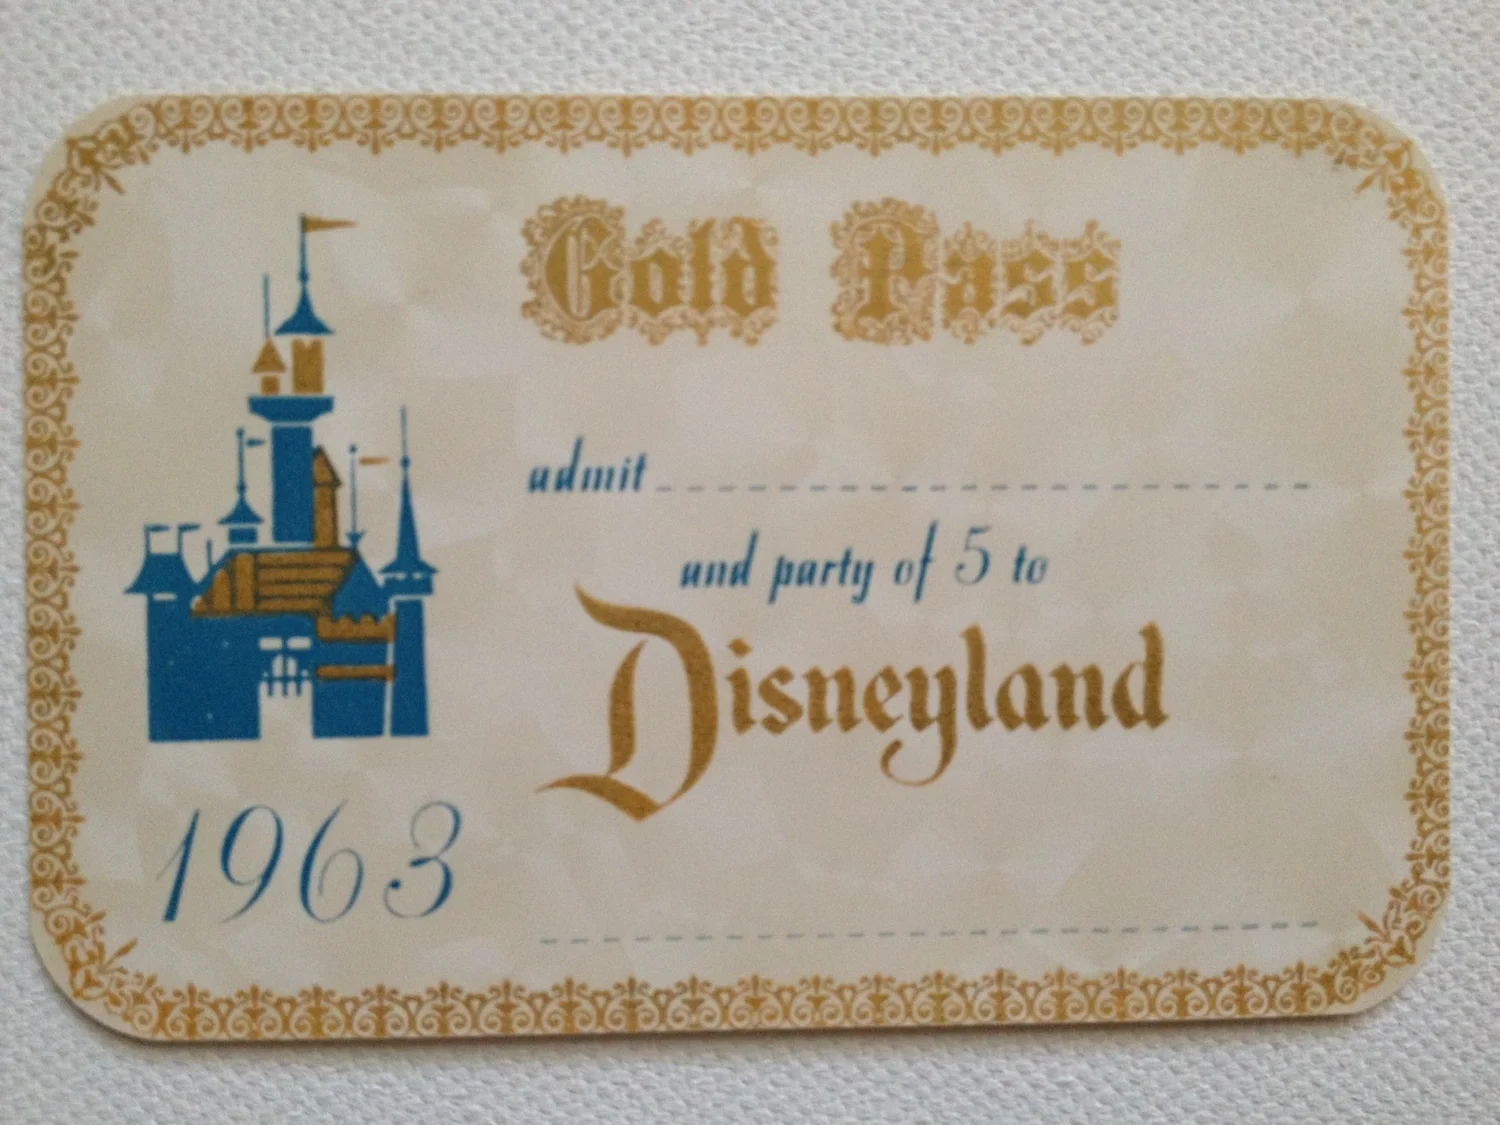 Gold Pass
admit
and party of 5 to
Disneyland
1963